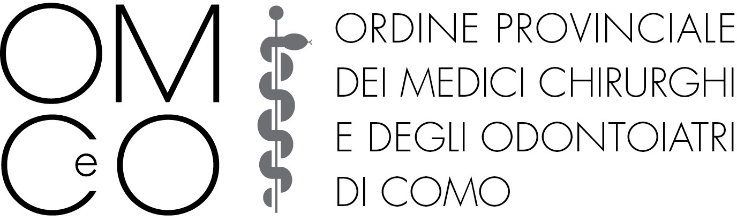 OM
CeO
ORDINE PROVINCIALE
DEI MEDICI CHIRURGHI
E DEGLI ODONTOIATRI
DI COMO